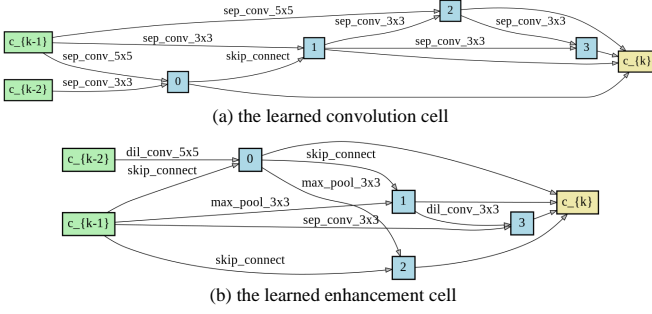 sep_conv_5x5
2
c_{k-1}
sep_conv_3x3
sep_conv_3x3
sep_conv_3x3
sep_conv_5x5
1
sep_conv_3x3
3
c_{k}
skip_connect
c_{k-2}
sep_conv_3x3
0
(a) the learned convolution cell
c_{k-2}
dil_conv_5x5
0
skip_connect
skip_connect
max_pool_3x3
max_pool_3x3
1
c_{k}
c_{k-1}
sep_conv_3x3
dil_conv_3x3
3
skip_connect
2
(b) the learned enhancement cell